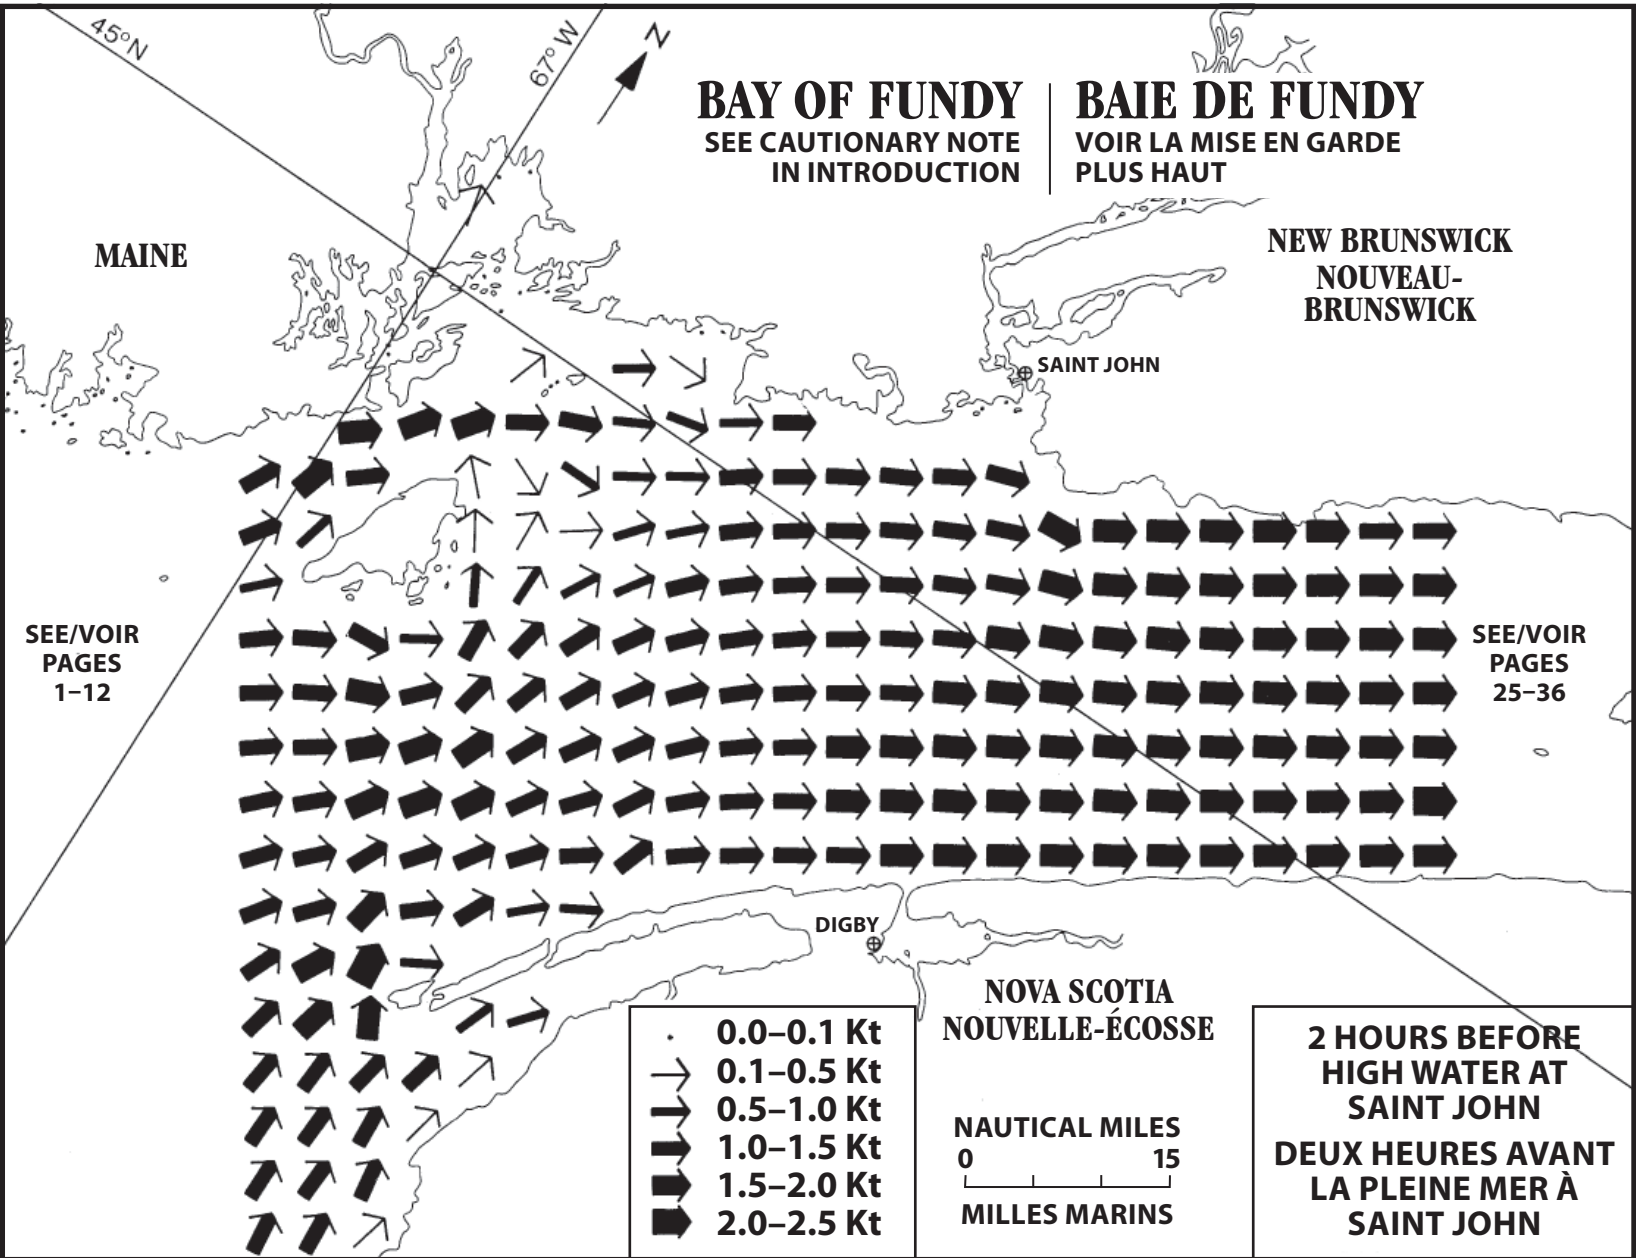 45°N
67° W
N
BAY OF FUNDY
SEE CAUTIONARY NOTE
IN INTRODUCTION
BAIE DE FUNDY
VOIR LA MISE EN GARDE
PLUS HAUT
MAINE
NEW BRUNSWICK
NOUVEAU-
BRUNSWICK
SAINT JOHN
SEE/VOIR
PAGES
1–12
SEE/VOIR
PAGES
25–36
DIGBY
NOVA SCOTIA
NOUVELLE-ÉCOSSE
0.0–0.1 Kt
0.1–0.5 Kt
0.5–1.0 Kt
1.0–1.5 Kt
1.5–2.0 Kt
2.0–2.5 Kt
NAUTICAL MILES
0 15
MILLES MARINS
2 HOURS BEFORE
HIGH WATER AT
SAINT JOHN
DEUX HEURES AVANT
LA PLEINE MER À
SAINT JOHN